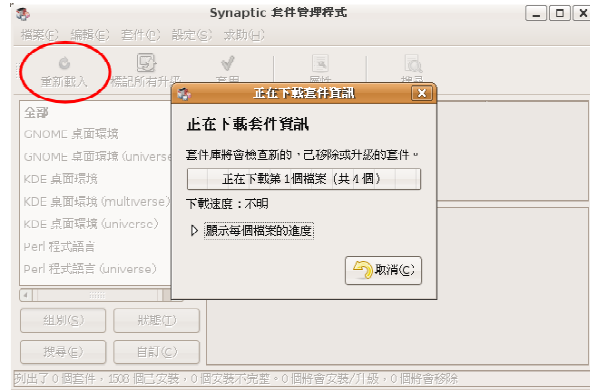 Synaptic 套件管理程式
檔案(F) 編輯(E) 套件(P) 設定(S) 求助(H)
重新載入 標記所有升級 套用 屬性 搜尋
全部
GNOME 桌面環境
GNOME 桌面環境 (universe
KDE 桌面環境
KDE 桌面環境 (multiverse)
KDE 桌面環境 (universe)
Perl 程式語言
Perl 程式語言 (universe)
組別(S) 狀態(T)
搜尋(E) 自訂(C)
列出了 0 個套件，1508 個已安裝，0 個安裝不完整。0 個將會安裝/升級，0 個將會移除
正在下載套件資訊
正在下載套件資訊
套件庫將會檢查新的、已移除或升級的套件。
正在下載第 1 個檔案 (共 4 個)
下載速度：不明
顯示每個檔案的進度
取消(C)